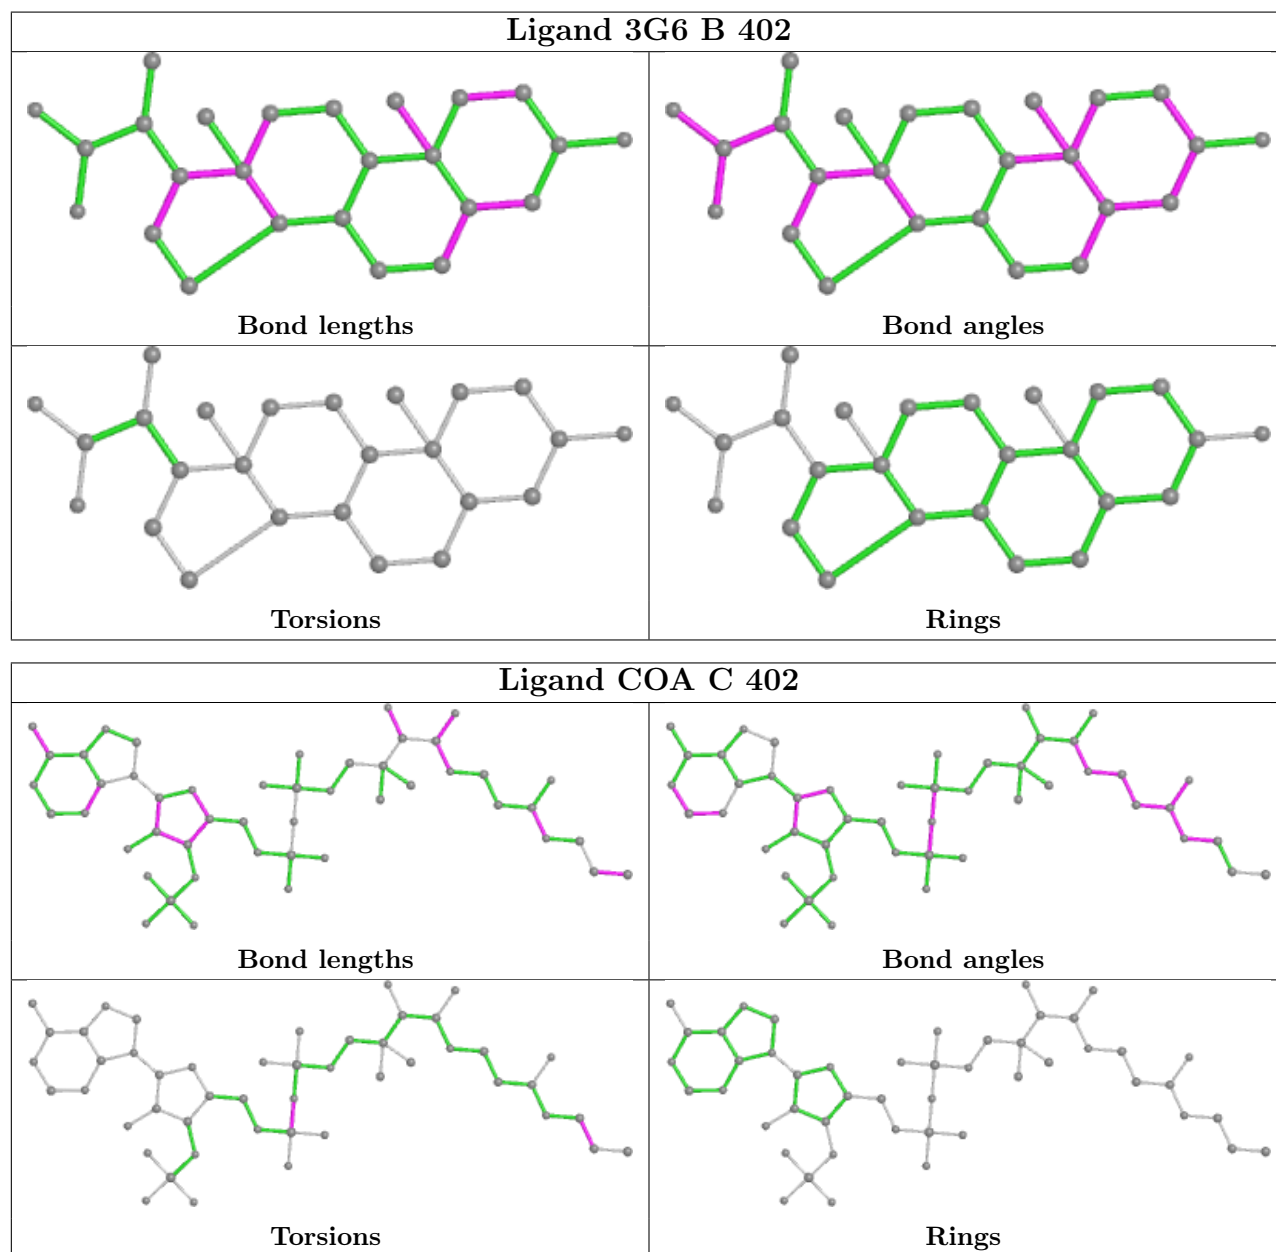 Ligand 3G6 B 402
Bond lengths
Bond angles
Torsions
Rings
Ligand COA C 402
Bond lengths
Bond angles
Torsions
Rings